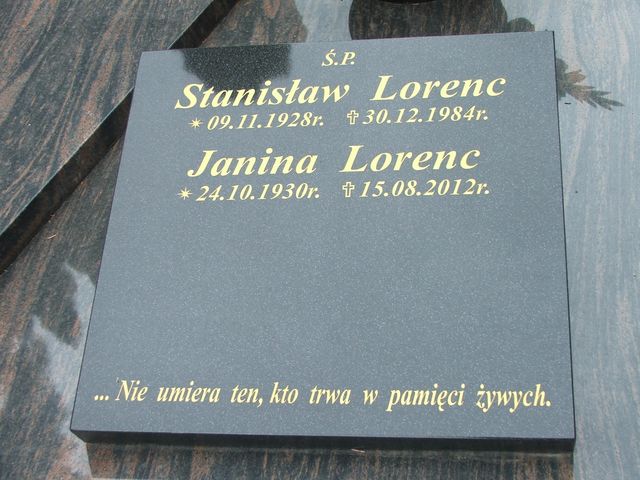 Ś.P.
Stanisław Lorenc
✴ 09.11.1928r. ✝ 30.12.1984r.
Janina Lorenc
✴ 24.10.1930r. ✝ 15.08.2012r.
... Nie umiera ten, kto trwa w pamięci żywych.